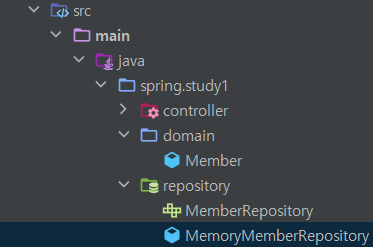 src
main
java
spring.study1
controller
domain
Member
repository
MemberRepository
MemoryMemberRepository